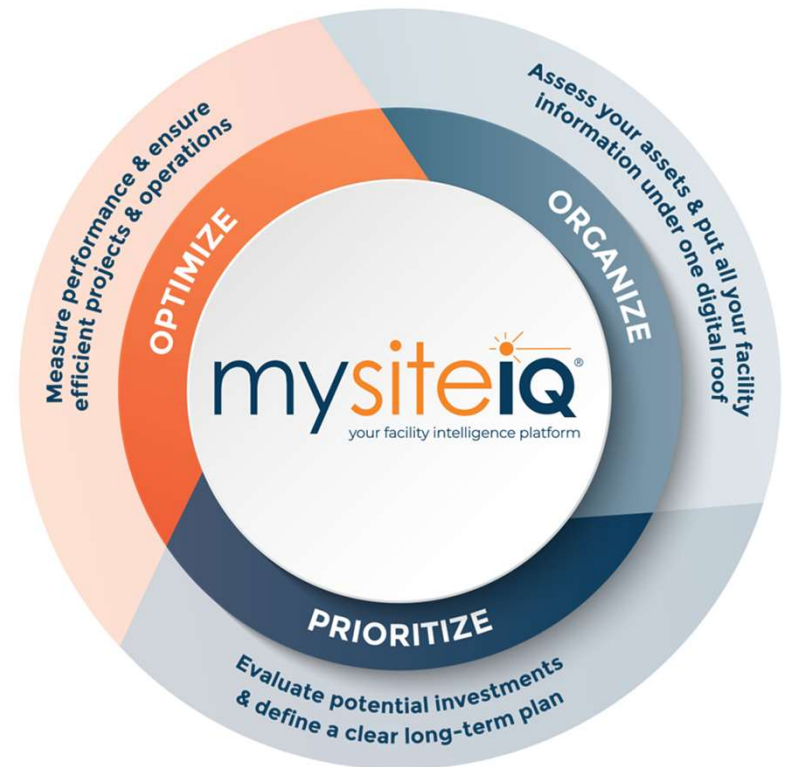 OPTIMIZE
Measure performance & ensure
efficient projects & operations
ORGANIZE
Assess your assets & put all your facility
information under one digital roof
mysiteiQ®
your facility intelligence platform
PRIORITIZE
Evaluate potential investments
& define a clear long-term plan